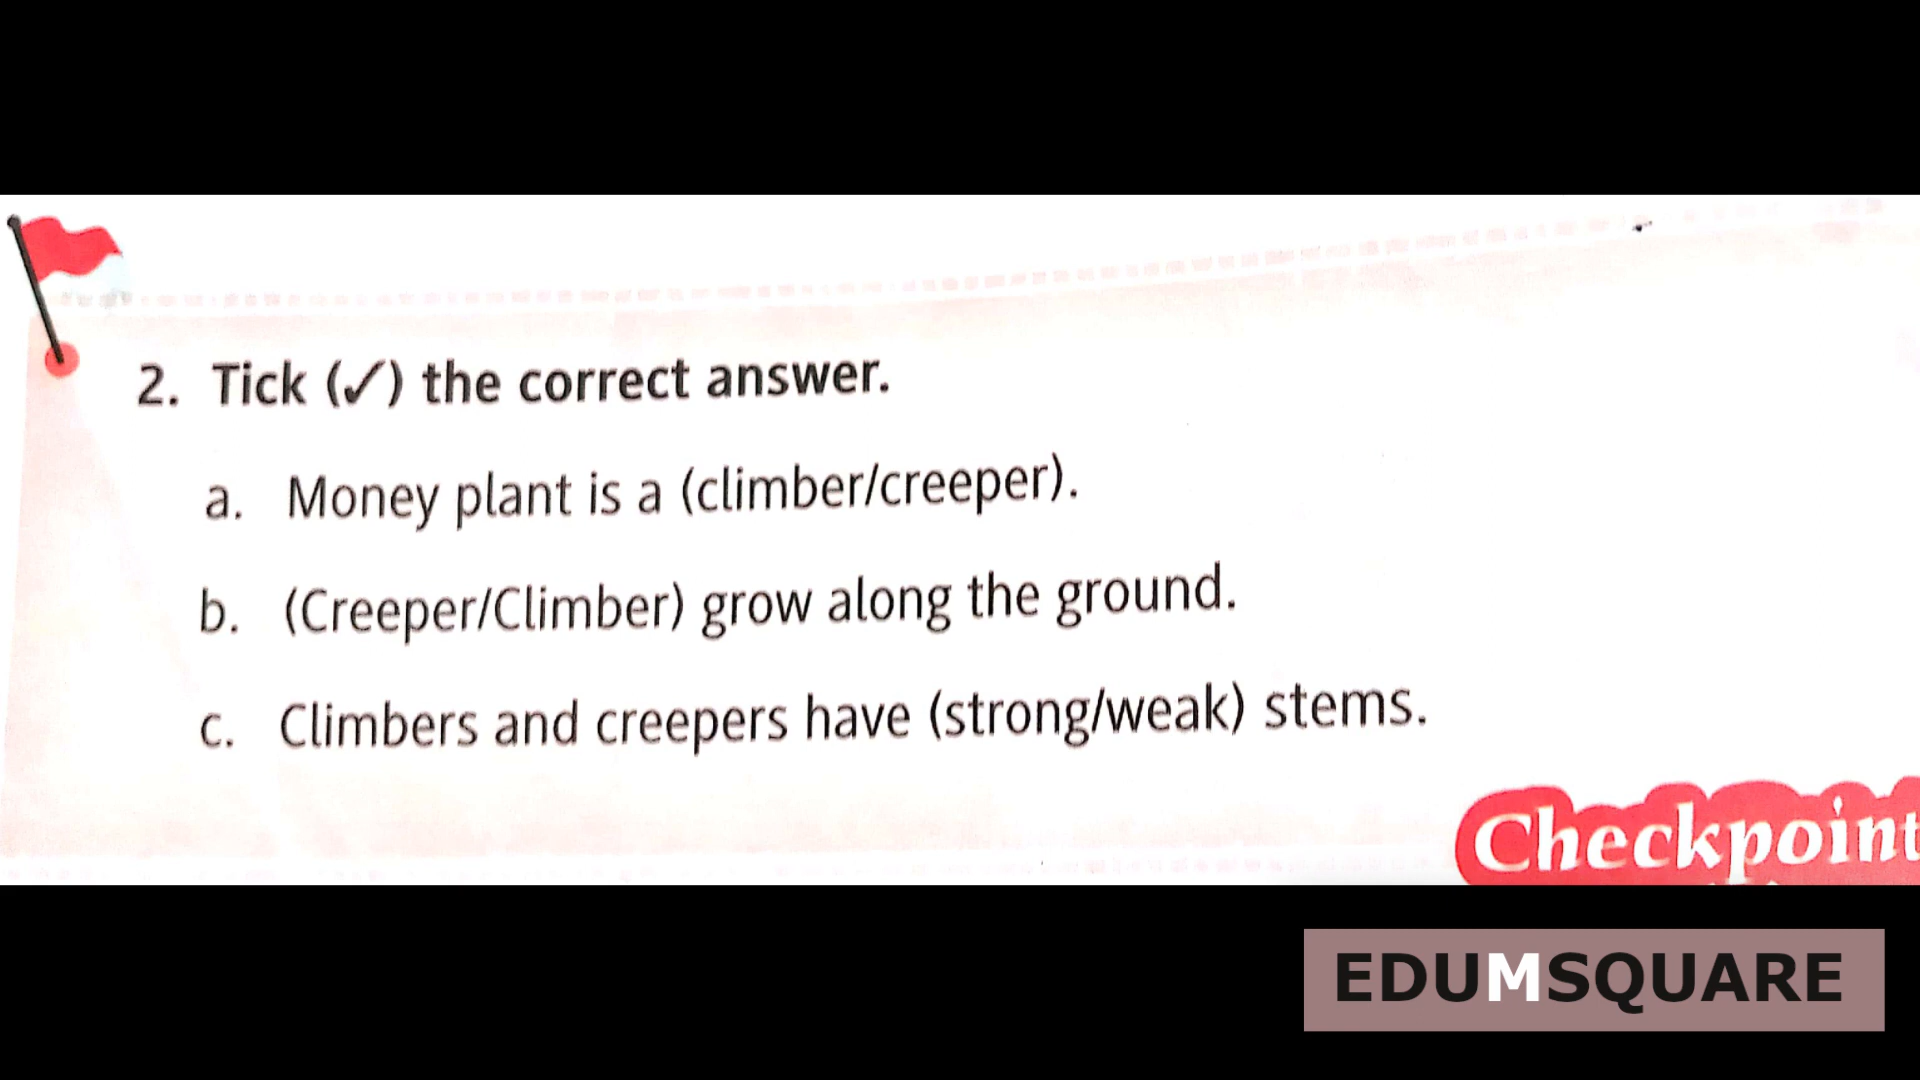 2. Tick (✓) the correct answer.
a. Money plant is a (climber/creeper).
b. (Creeper/Climber) grow along the ground.
c. Climbers and creepers have (strong/weak) stems.
Checkpoint
EDUMSQUARE